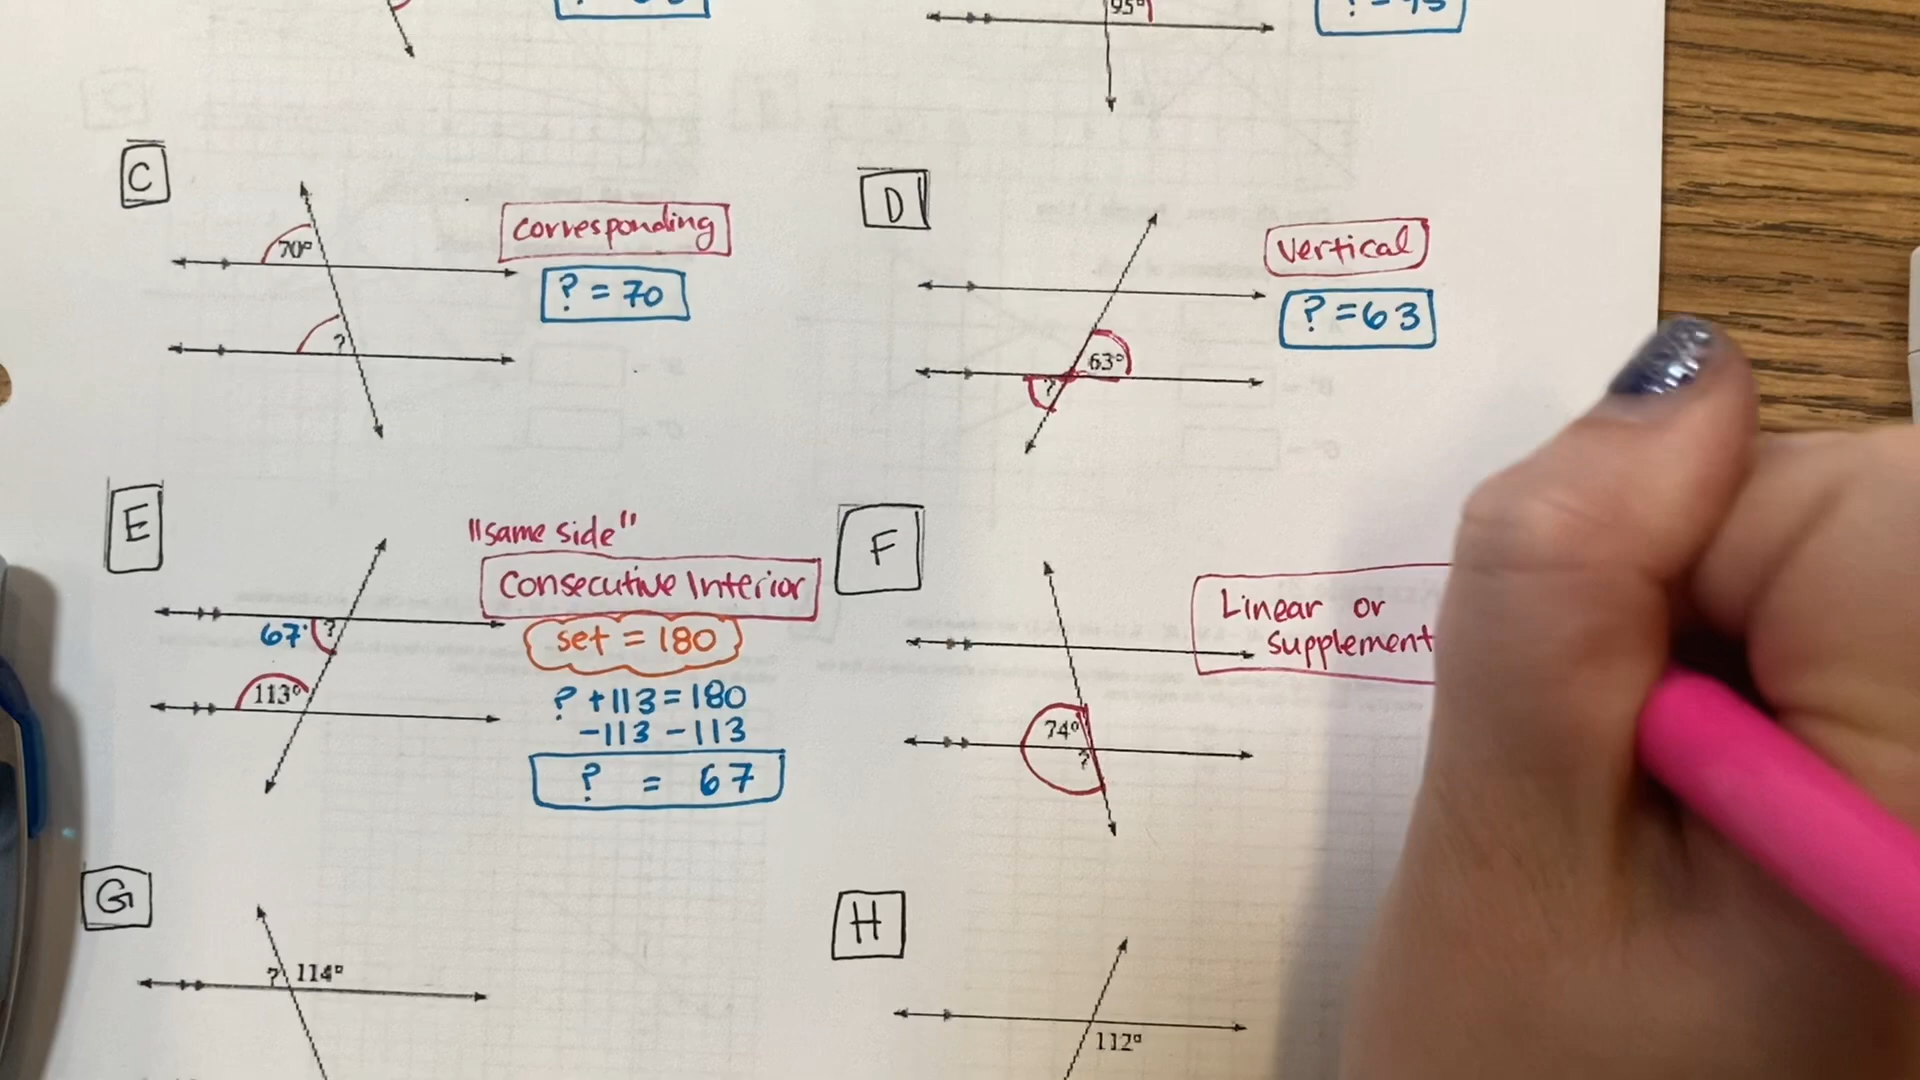 95°
C
70°
?
corresponding
? = 70
D
63°
?
Vertical
? = 63
E
67°
?
113°
"same side"
Consecutive Interior
set = 180
? + 113 = 180
-113 -113
? = 67
F
74°
?
Linear or
supplement
G
? 114°
H
112°